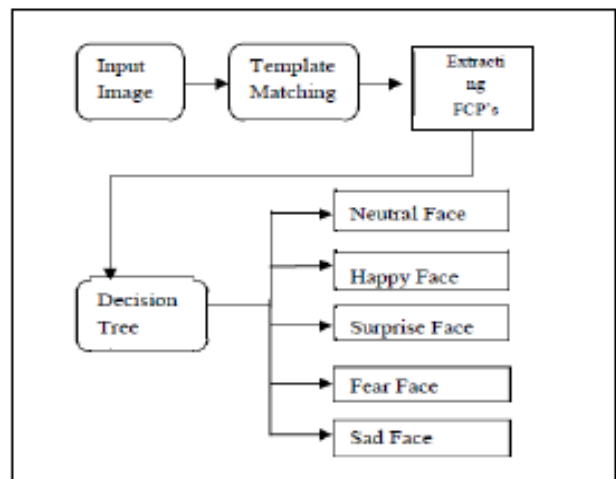 Input
Image
Template
Matching
Extracti
ng
FCP's
Decision
Tree
Neutral Face
Happy Face
Surprise Face
Fear Face
Sad Face